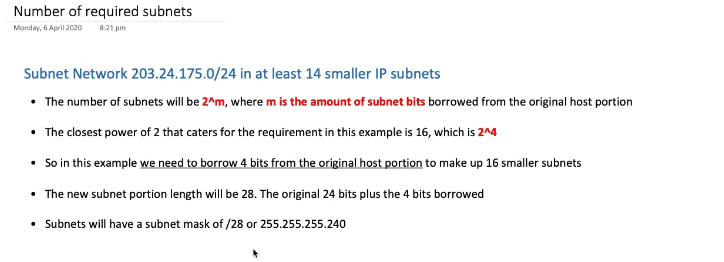 Number of required subnets
Monday, 6 April 2020 8:21 pm
Subnet Network 203.24.175.0/24 in at least 14 smaller IP subnets
• The number of subnets will be 2^m, where m is the amount of subnet bits borrowed from the original host portion
• The closest power of 2 that caters for the requirement in this example is 16, which is 2^4
• So in this example we need to borrow 4 bits from the original host portion to make up 16 smaller subnets
• The new subnet portion length will be 28. The original 24 bits plus the 4 bits borrowed
• Subnets will have a subnet mask of /28 or 255.255.255.240